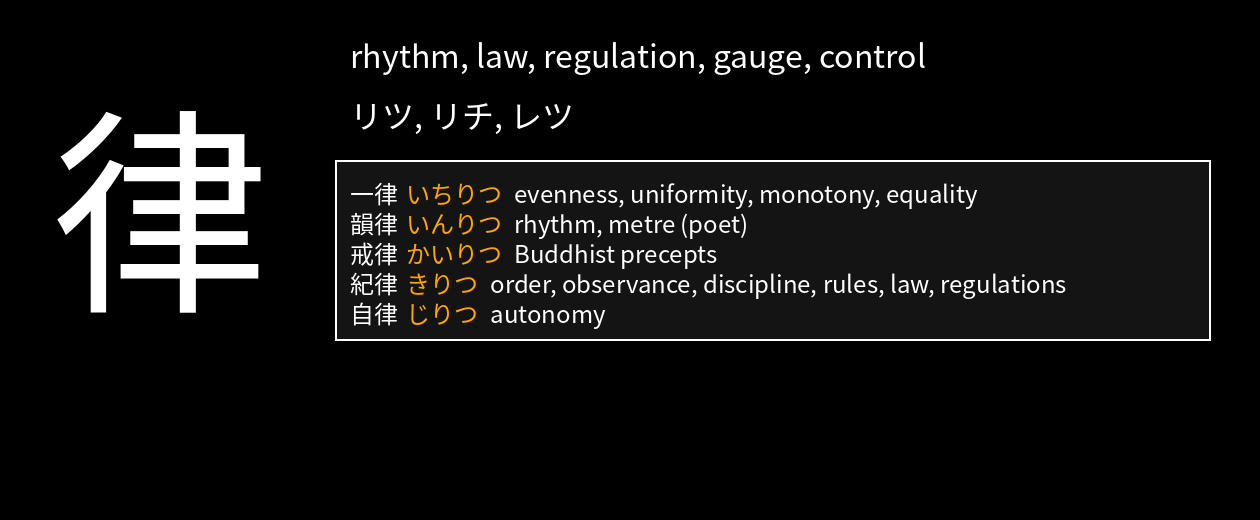 律
rhythm, law, regulation, gauge, control
リツ, リチ, レツ
一律 いちりつ evenness, uniformity, monotony, equality
韻律 いんりつ rhythm, metre (poet)
戒律 かいりつ Buddhist precepts
紀律 きりつ order, observance, discipline, rules, law, regulations
自律 じりつ autonomy